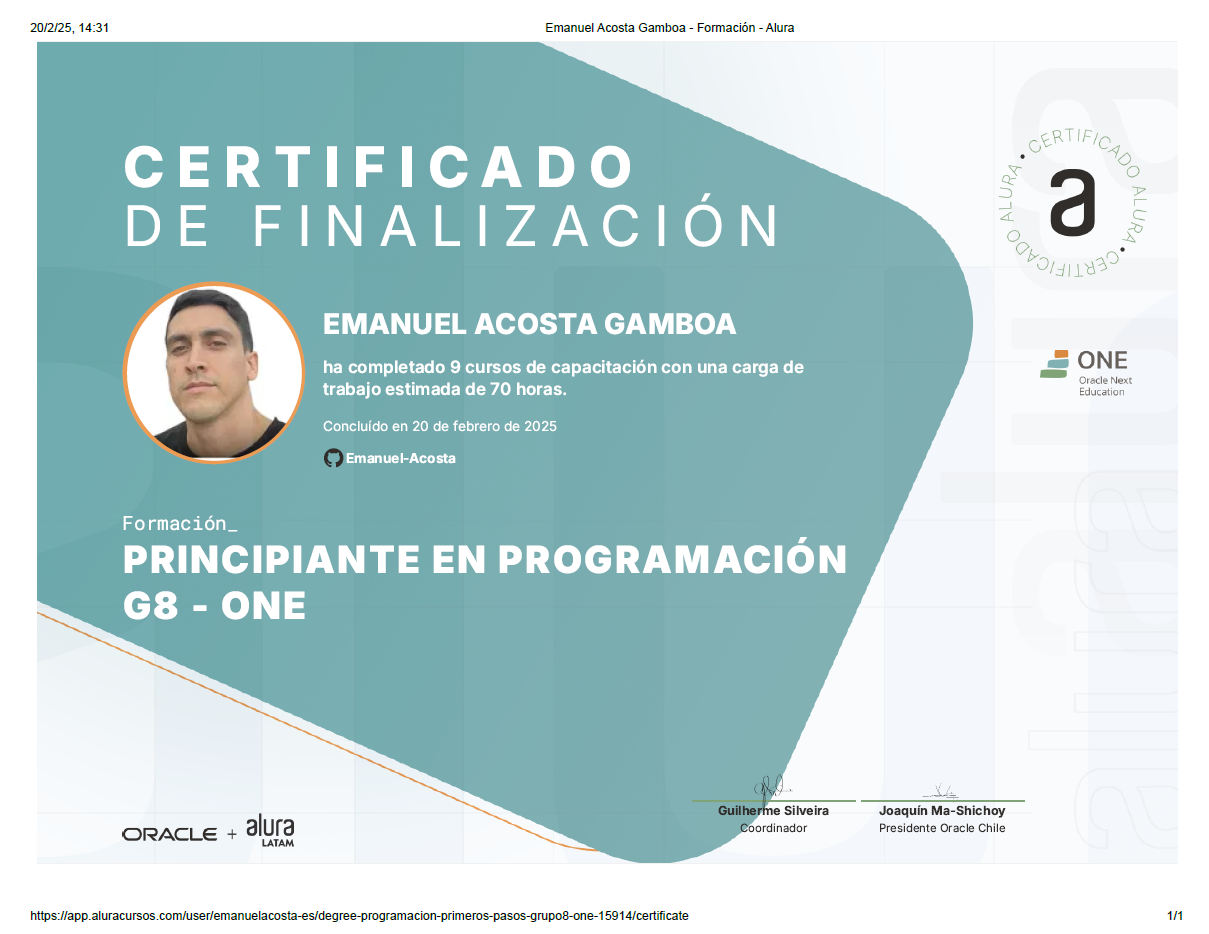 20/2/25, 14:31
Emanuel Acosta Gamboa - Formación - Alura
CERTIFICADO
DE FINALIZACIÓN
• CERTIFICADO ALURA • CERTIFICADO ALURA
a
EMANUEL ACOSTA GAMBOA
ha completado 9 cursos de capacitación con una carga de
trabajo estimada de 70 horas.
Concluído en 20 de febrero de 2025
Emanuel-Acosta
ONE
Oracle Next
Education
Formación_
PRINCIPIANTE EN PROGRAMACIÓN
G8 - ONE
alura
alura
Guilherme Silveira
Coordinador
Joaquín Ma-Shichoy
Presidente Oracle Chile
ORACLE + alura
LATAM
https://app.aluracursos.com/user/emanuelacosta-es/degree-programacion-primeros-pasos-grupo8-one-15914/certificate
1/1